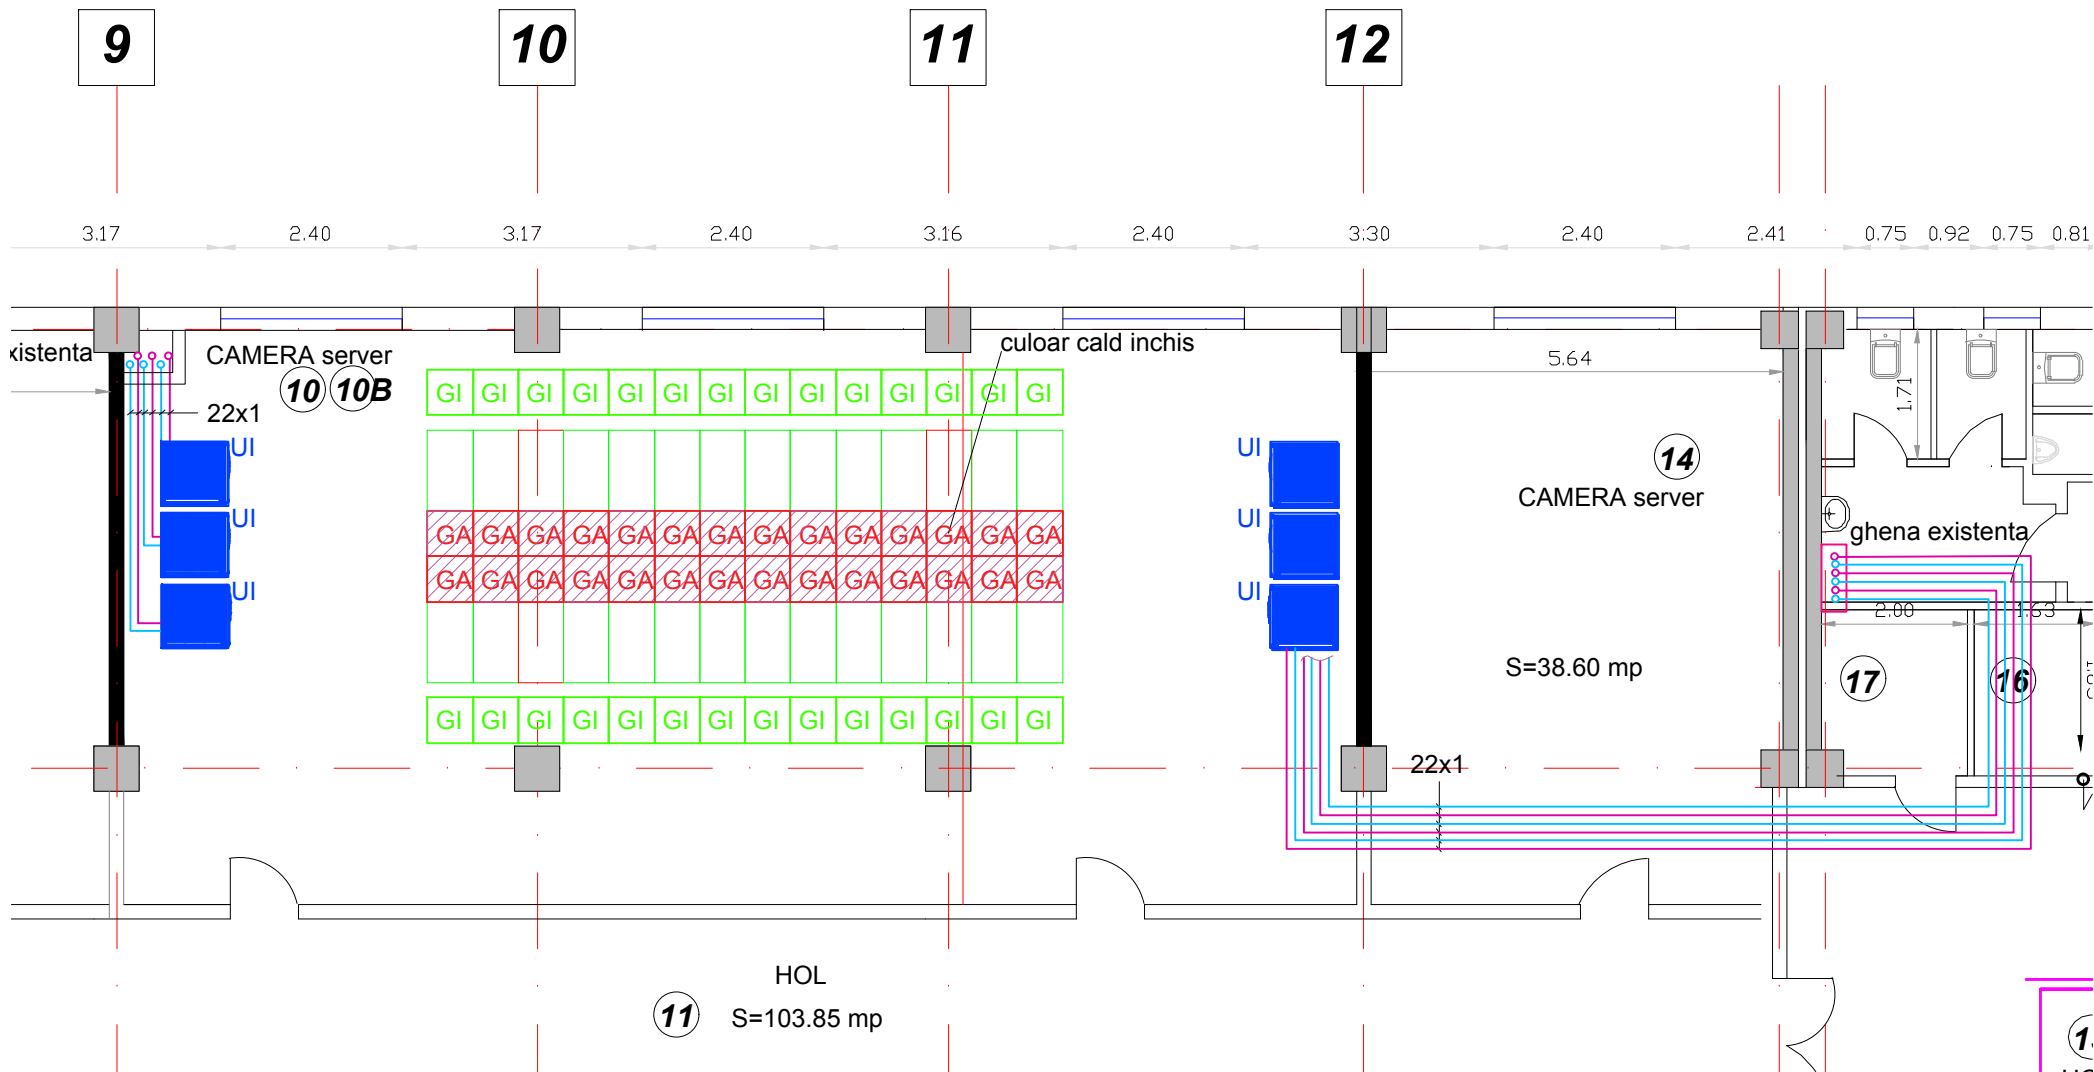 9 10 11 12
3.17 2.40 3.17 2.40 3.16 2.40 3:30 2.40 2.41 0.75 0.92 0.75 0.81
xistenta
CAMERA server
10 10B
22x1
culoar cald inchis
5.64
1.71
GI GI GI GI GI GI GI GI GI GI GI GI GI GI
UI
UI
UI
UI
UI
UI
GA GA GA GA GA GA GA GA GA GA GA GA GA GA
GA GA GA GA GA GA GA GA GA GA GA GA GA GA
GI GI GI GI GI GI GI GI GI GI GI GI GI GI
14
CAMERA server
S=38.60 mp
ghena existenta
2.00 1.63
17
16
22x1
HOL
11 S=103.85 mp